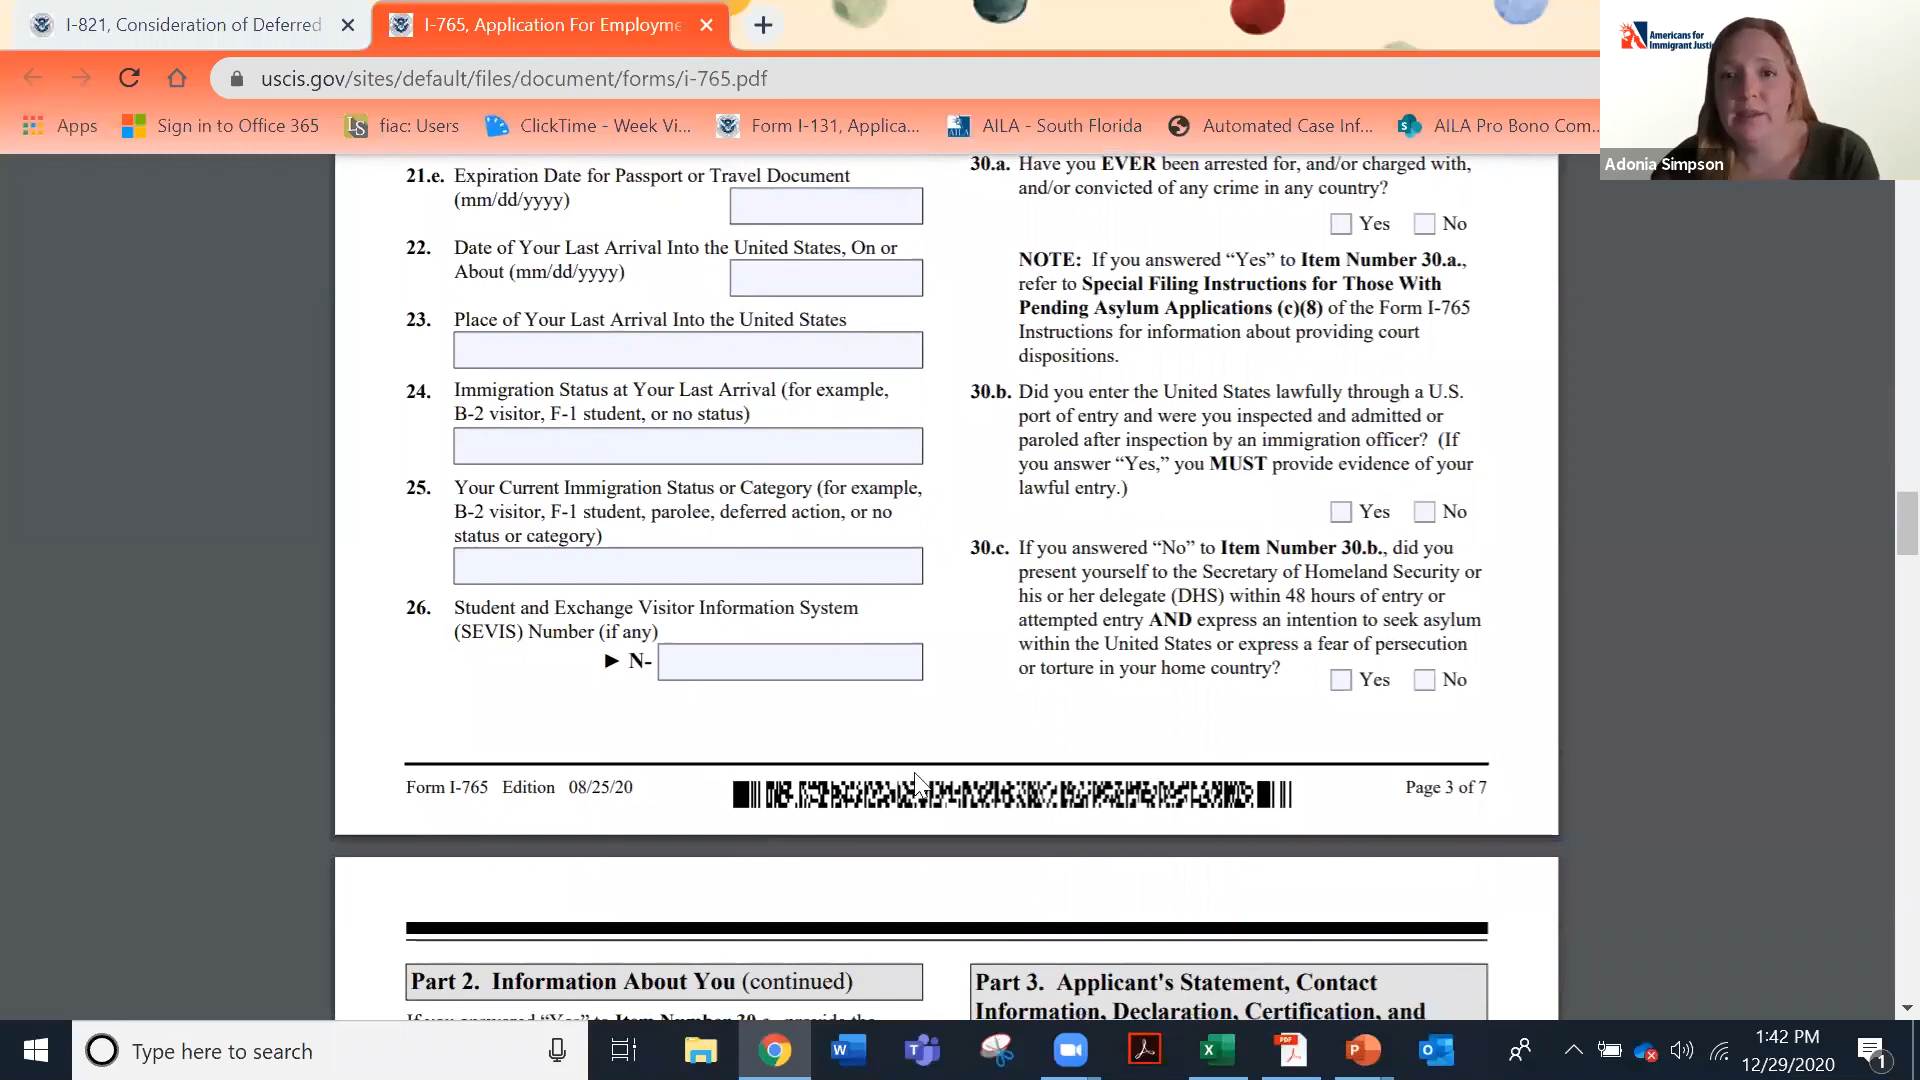 I-821, Consideration of Deferred
I-765, Application For Employme
uscis.gov/sites/default/files/document/forms/i-765.pdf
Apps
Sign in to Office 365
fiac: Users
ClickTime - Week Vi...
Form I-131, Applica...
AILA - South Florida
Automated Case Inf...
AILA Pro Bono Com...
Americans for
Immigrant Justic
Adonia Simpson
21.e. Expiration Date for Passport or Travel Document
(mm/dd/yyyy)
22. Date of Your Last Arrival Into the United States, On or
About (mm/dd/yyyy)
23. Place of Your Last Arrival Into the United States
24. Immigration Status at Your Last Arrival (for example,
B-2 visitor, F-1 student, or no status)
25. Your Current Immigration Status or Category (for example,
B-2 visitor, F-1 student, parolee, deferred action, or no
status or category)
26. Student and Exchange Visitor Information System
(SEVIS) Number (if any)
► N-
30.a. Have you EVER been arrested for, and/or charged with,
and/or convicted of any crime in any country?
Yes No
NOTE: If you answered “Yes” to Item Number 30.a.,
refer to Special Filing Instructions for Those With
Pending Asylum Applications (c)(8) of the Form I-765
Instructions for information about providing court
dispositions.
30.b. Did you enter the United States lawfully through a U.S.
port of entry and were you inspected and admitted or
paroled after inspection by an immigration officer? (If
you answer “Yes,” you MUST provide evidence of your
lawful entry.)
Yes No
30.c. If you answered “No” to Item Number 30.b., did you
present yourself to the Secretary of Homeland Security or
his or her delegate (DHS) within 48 hours of entry or
attempted entry AND express an intention to seek asylum
within the United States or express a fear of persecution
or torture in your home country?
Yes No
Form I-765 Edition 08/25/20
Page 3 of 7
Part 2. Information About You (continued)
If you answered “Yes” to Item Number 30.c., provide the
Part 3. Applicant's Statement, Contact
Information, Declaration, Certification, and
Type here to search
1:42 PM
12/29/2020
1